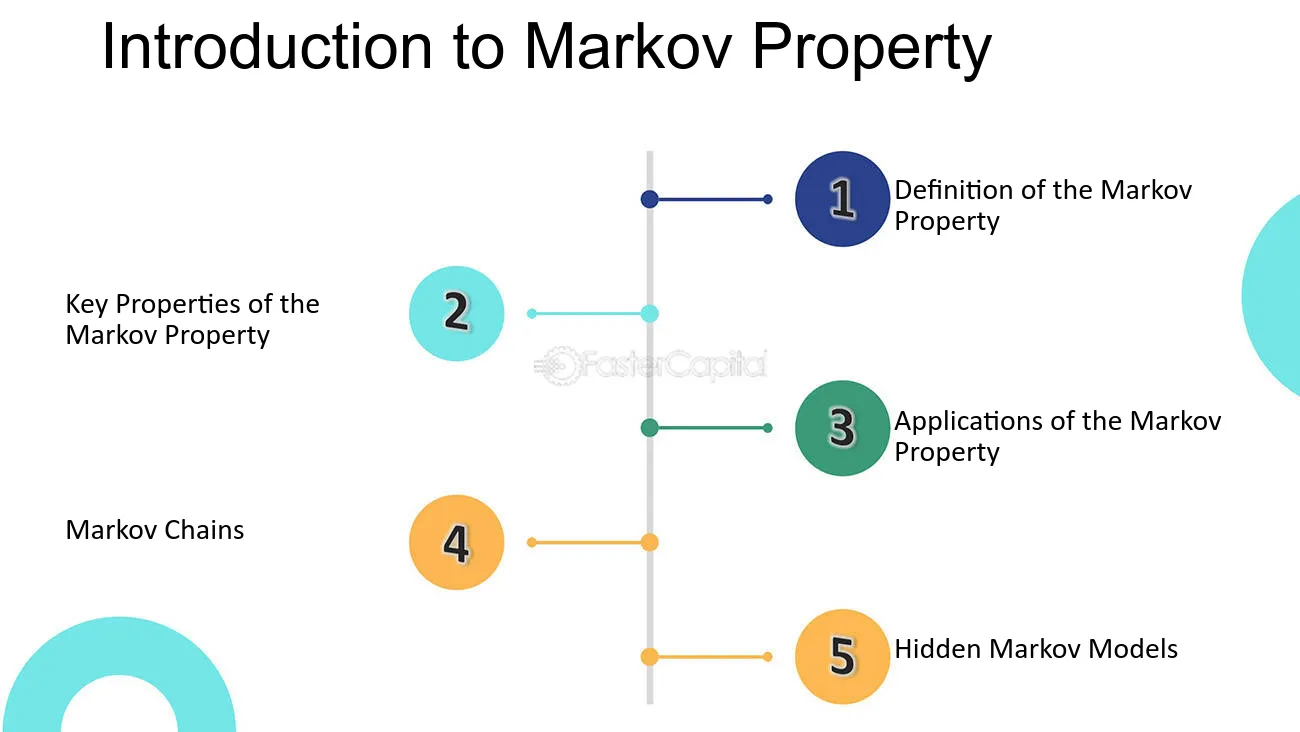 Introduction to Markov Property
1
Definition of the Markov
Property
Key Properties of the
Markov Property
2
FasterCapital
3
Applications of the Markov
Property
Markov Chains
4
5
Hidden Markov Models